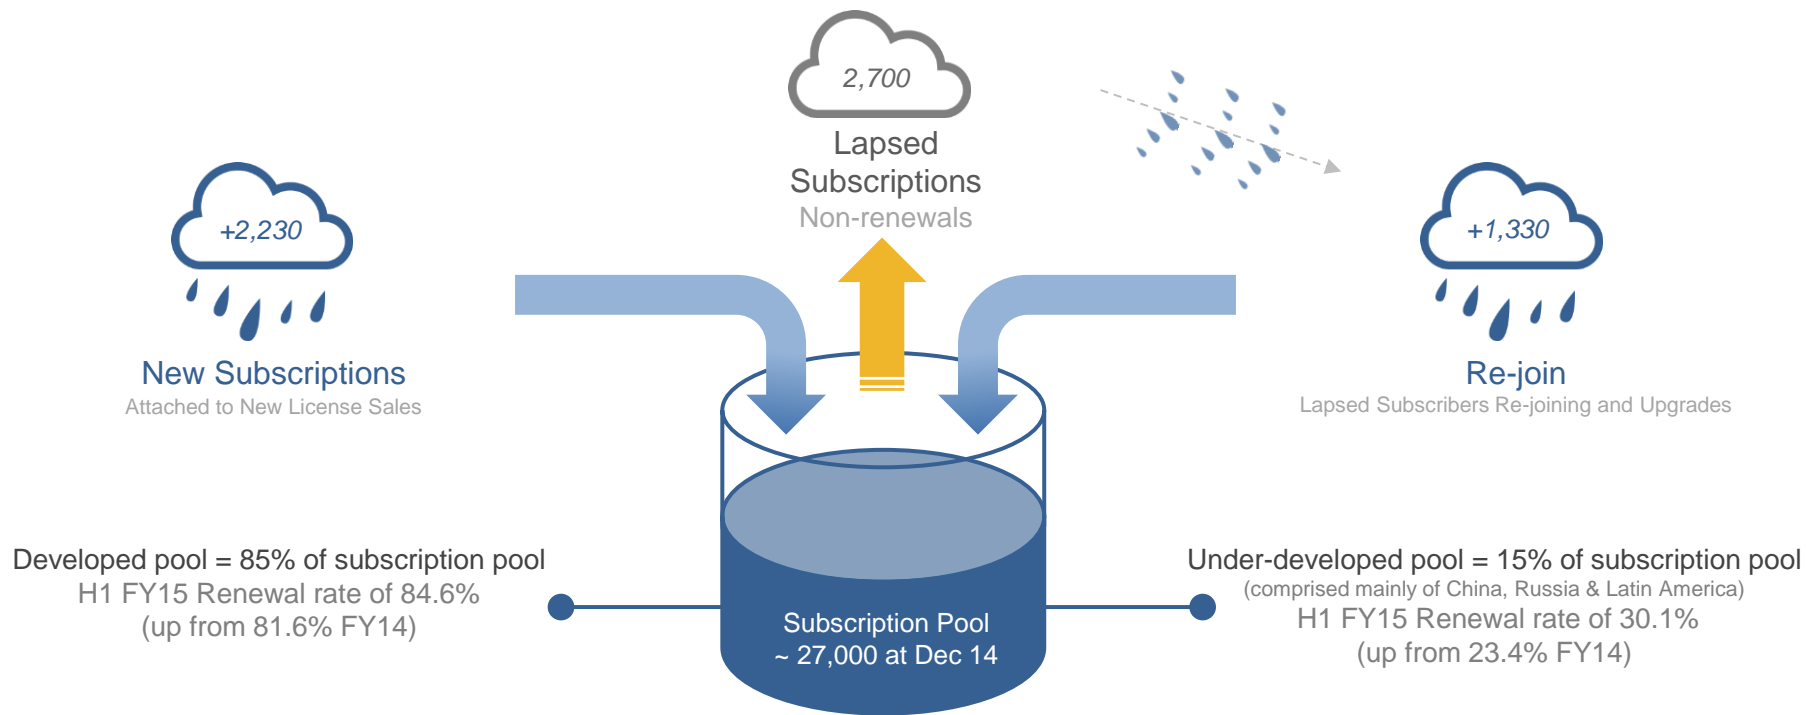 2,700
Lapsed
Subscriptions
Non-renewals
+2,230
New Subscriptions
Attached to New License Sales
+1,330
Re-join
Lapsed Subscribers Re-joining and Upgrades
Developed pool = 85% of subscription pool
H1 FY15 Renewal rate of 84.6%
(up from 81.6% FY14)
Subscription Pool
~ 27,000 at Dec 14
Under-developed pool = 15% of subscription pool
(comprised mainly of China, Russia & Latin America)
H1 FY15 Renewal rate of 30.1%
(up from 23.4% FY14)